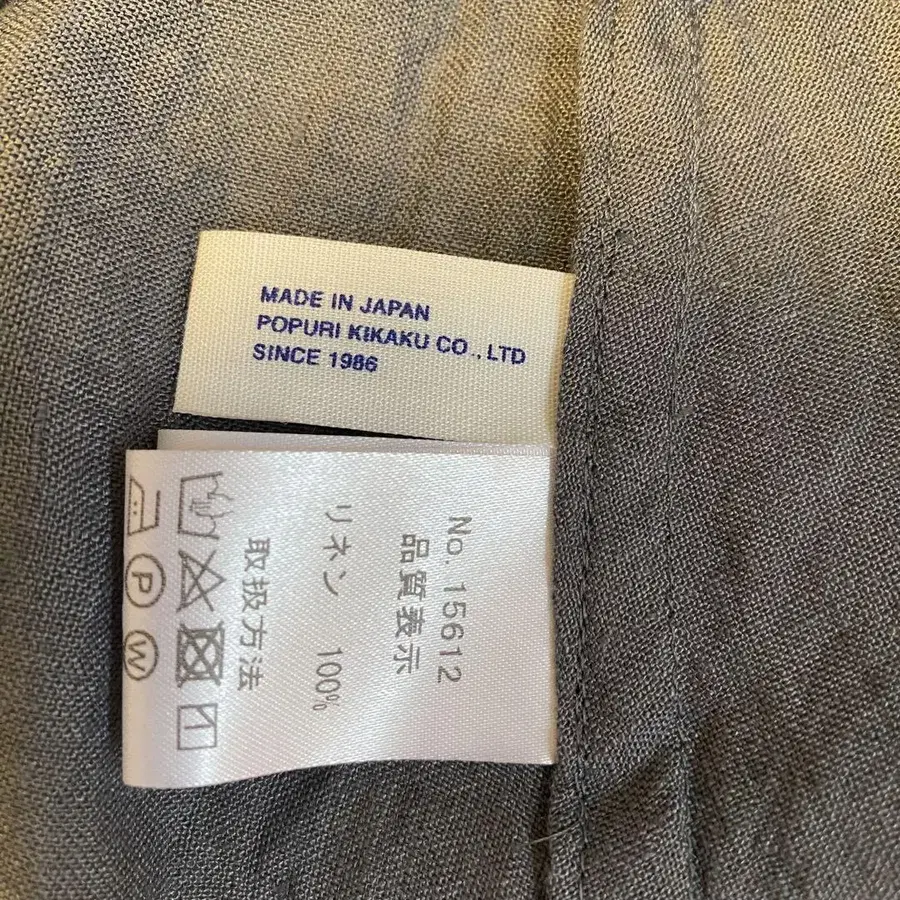 MADE IN JAPAN
POPURI KIKAKU CO., LTD
SINCE 1986
No. 15612
品質表示
リネン 100%
取扱方法
P W